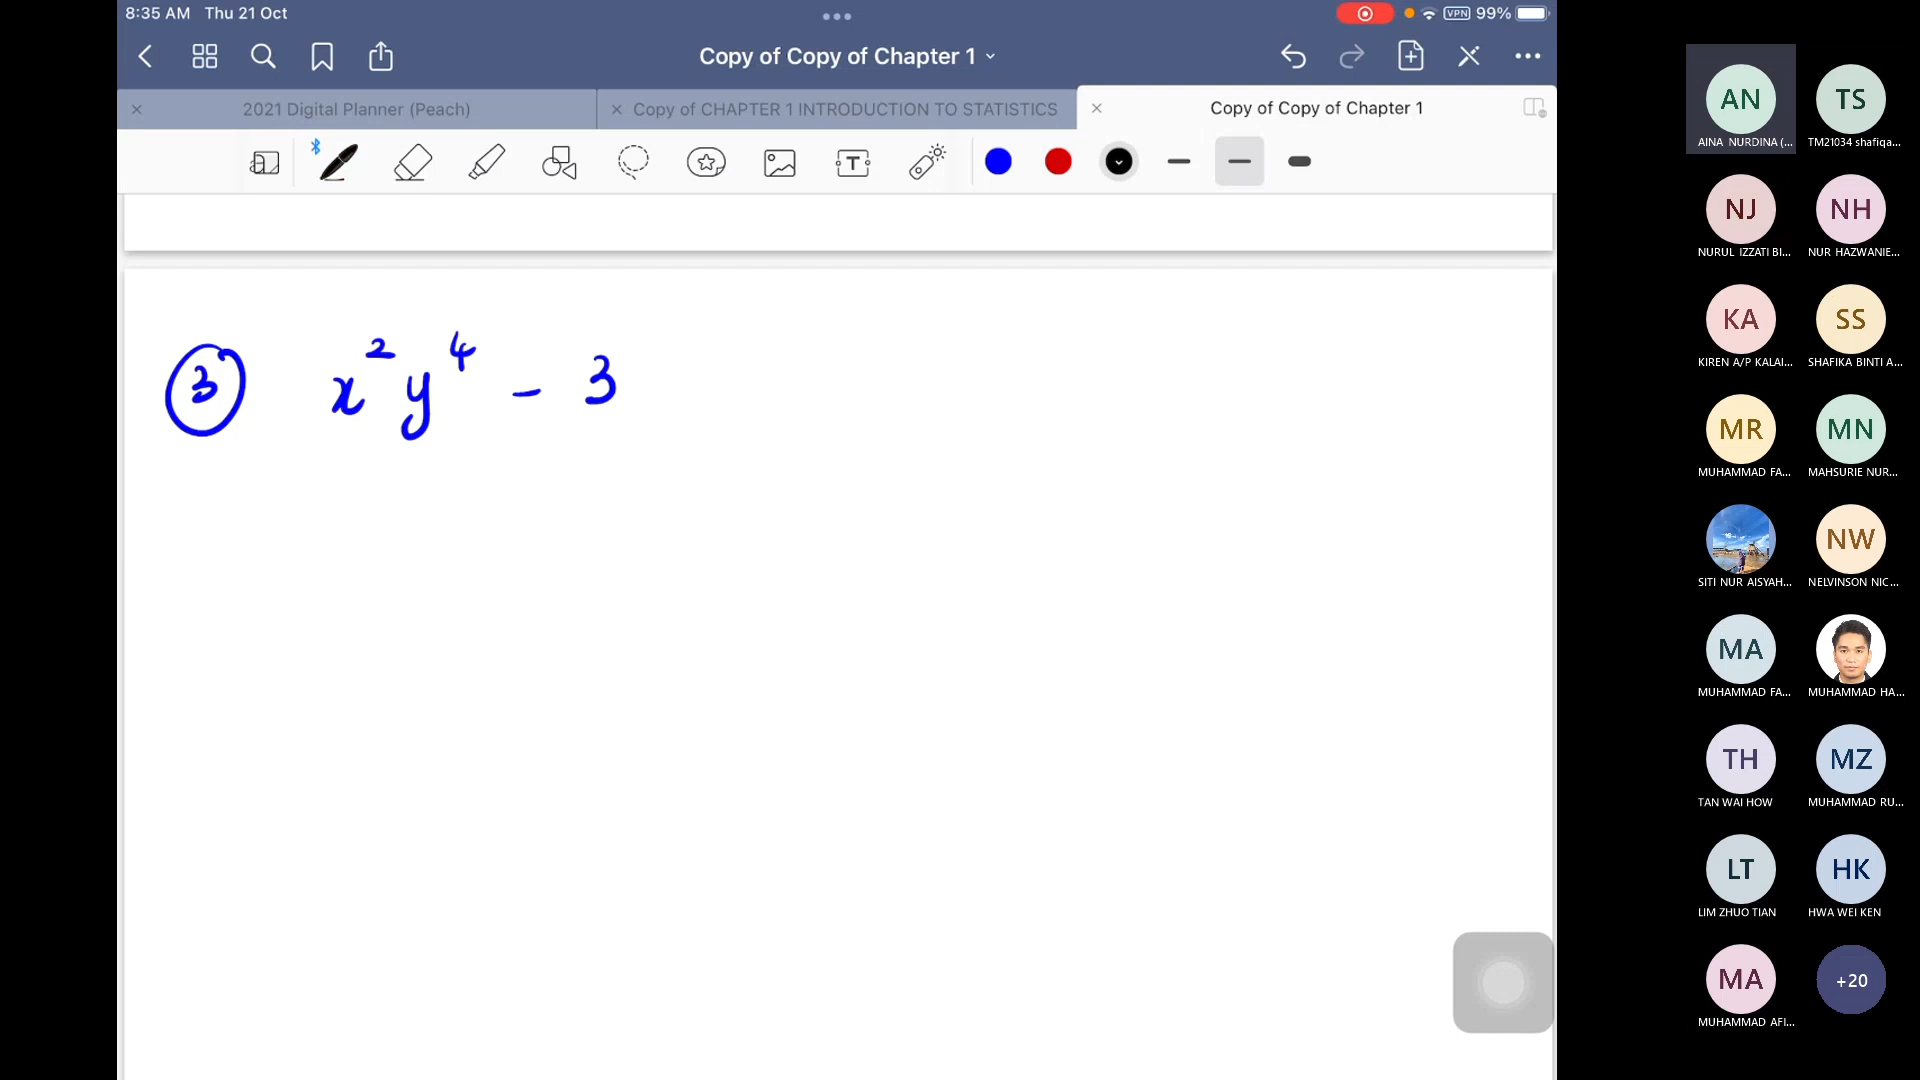 8:35 AM Thu 21 Oct
VPN 99%
Copy of Copy of Chapter 1
2021 Digital Planner (Peach)
Copy of CHAPTER 1 INTRODUCTION TO STATISTICS
Copy of Copy of Chapter 1
a
T
③ x²y⁴ - 3
AN
AINA NURDINA (...
TS
TM21034 shafiqa...
NJ
NURUL IZZATI BI...
NH
NUR HAZWANIE...
KA
KIREN A/P KALAI...
SS
SHAFIKA BINTI A...
MR
MUHAMMAD FA...
MN
MAHSURIE NUR...
SITI NUR AISYAH...
NW
NELVINSON NIC...
MA
MUHAMMAD FA...
MUHAMMAD HA...
TH
TAN WAI HOW
MZ
MUHAMMAD RU...
LT
LIM ZHUO TIAN
HK
HWA WEI KEN
MA
MUHAMMAD AFI...
+20